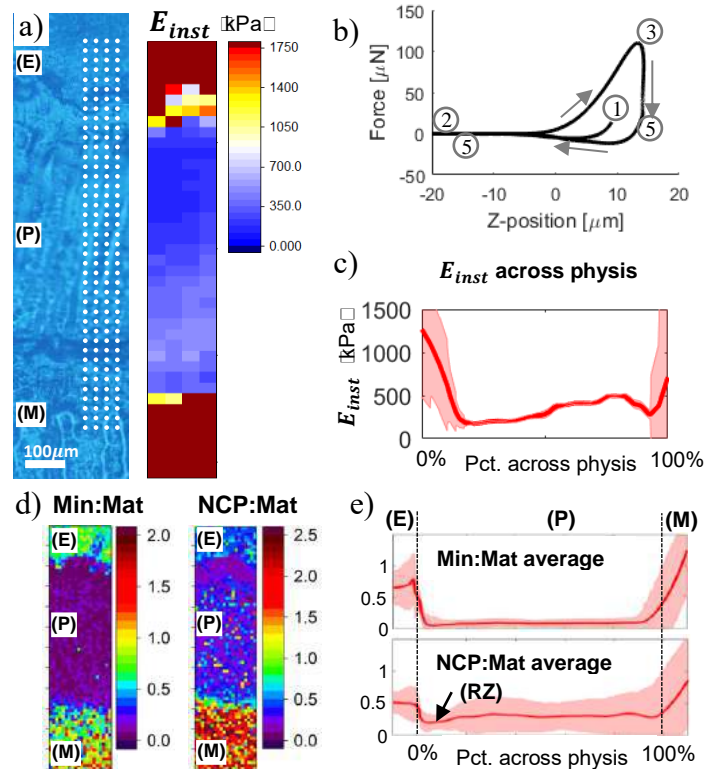 a)
E_inst □kPa□
(E)
(P)
(M)
100μm
1750
1400
1050
700.0
350.0
0.000
b)
Force [μN]
150
100
50
0
-50
-20 -10 0 10 20
Z-position [μm]
1
2
3
5
5
c)
E_inst across physis
E_inst □kPa□
1500
1000
500
0
0% Pct. across physis 100%
d)
Min:Mat NCP:Mat
(E)
(P)
(M)
2.0
1.5
1.0
0.5
0.0
(E)
(P)
(M)
2.5
2.0
1.5
1.0
0.5
0.0
e)
(E) (P) (M)
Min:Mat average
1
0.5
0
NCP:Mat average
(RZ)
1
0.5
0
0% Pct. across physis 100%